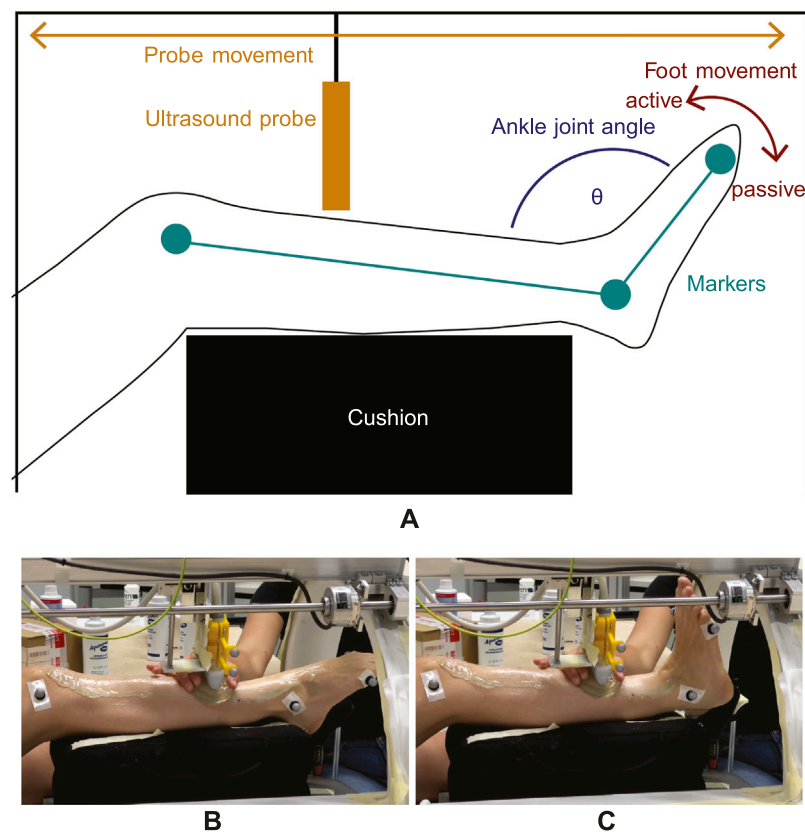 Probe movement
Foot movement
active
Ultrasound probe
Ankle joint angle
passive
θ
Markers
Cushion
A
B
C